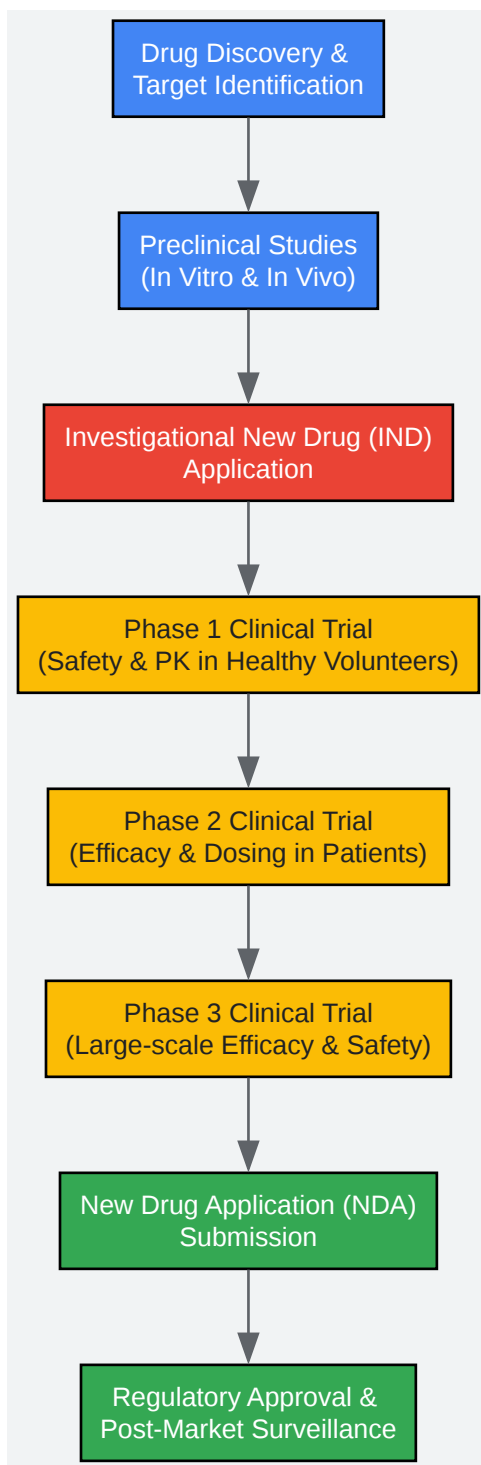 Drug Discovery &
Target Identification
Preclinical Studies
(In Vitro & In Vivo)
Investigational New Drug (IND)
Application
Phase 1 Clinical Trial
(Safety & PK in Healthy Volunteers)
Phase 2 Clinical Trial
(Efficacy & Dosing in Patients)
Phase 3 Clinical Trial
(Large-scale Efficacy & Safety)
New Drug Application (NDA)
Submission
Regulatory Approval &
Post-Market Surveillance